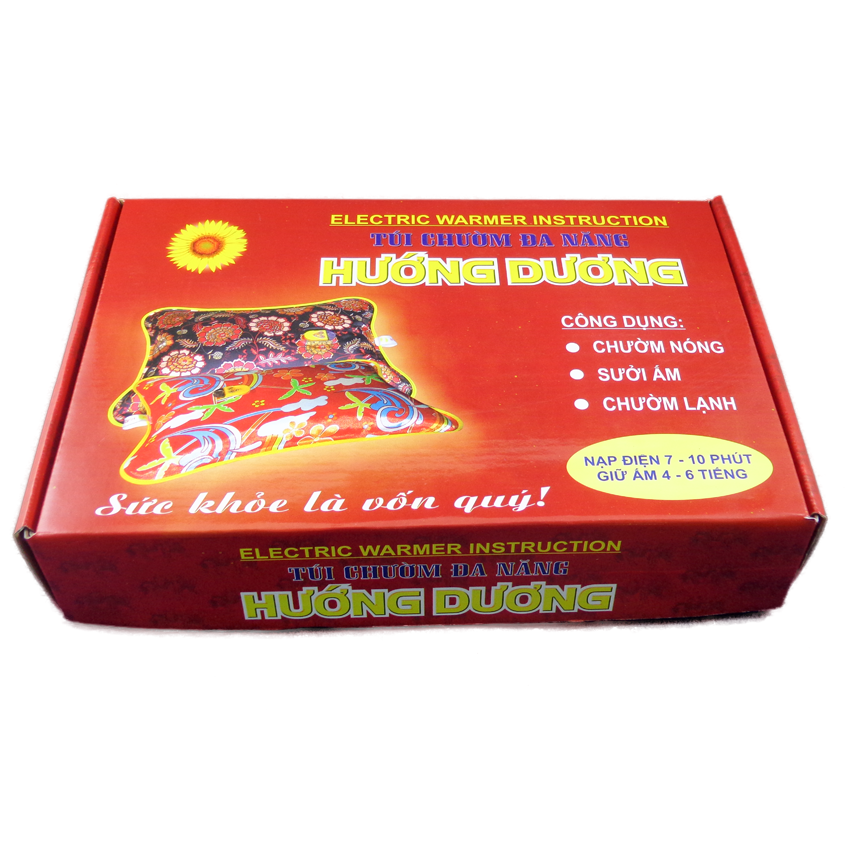 ELECTRIC WARMER INSTRUCTION
TÚI CHƯỜM ĐA NĂNG
HƯỚNG DƯƠNG
CÔNG DỤNG:
CHƯỜM NÓNG
SƯỞI ẤM
CHƯỜM LẠNH
NẠP ĐIỆN 7 - 10 PHÚT
GIỮ ẤM 4 - 6 TIẾNG
Sức khỏe là vốn quý!
ELECTRIC WARMER INSTRUCTION
TÚI CHƯỜM ĐA NĂNG
HƯỚNG DƯƠNG